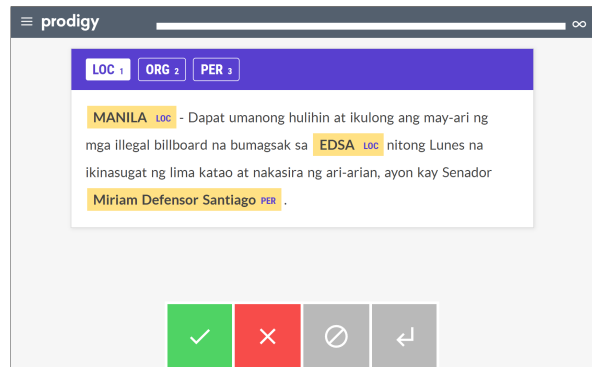 prodigy
∞
LOC 1 ORG 2 PER 3
MANILA LOC - Dapat umanong hulihin at ikulong ang may-ari ng
mga illegal billboard na bumagsak sa EDSA LOC nitong Lunes na
ikinasugat ng lima katao at nakasira ng ari-arian, ayon kay Senador
Miriam Defensor Santiago PER .